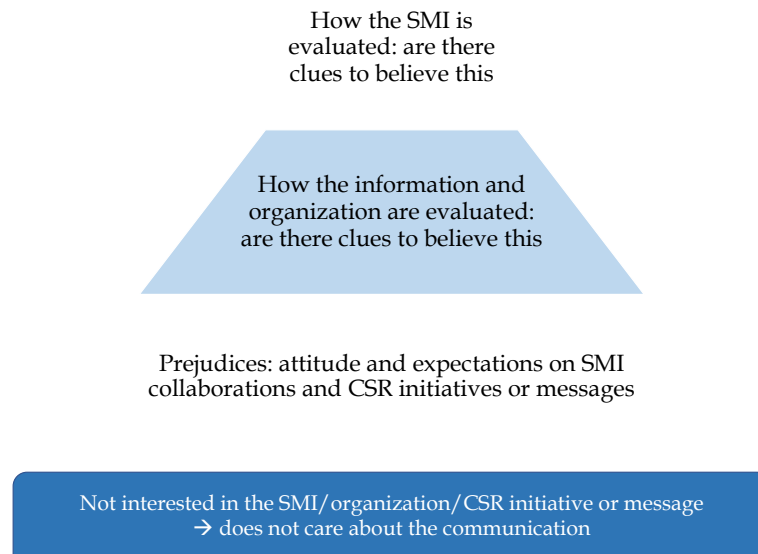 How the SMI is
evaluated: are there
clues to believe this
How the information and
organization are evaluated:
are there clues to believe this
Prejudices: attitude and expectations on SMI
collaborations and CSR initiatives or messages
Not interested in the SMI/organization/CSR initiative or message
→ does not care about the communication